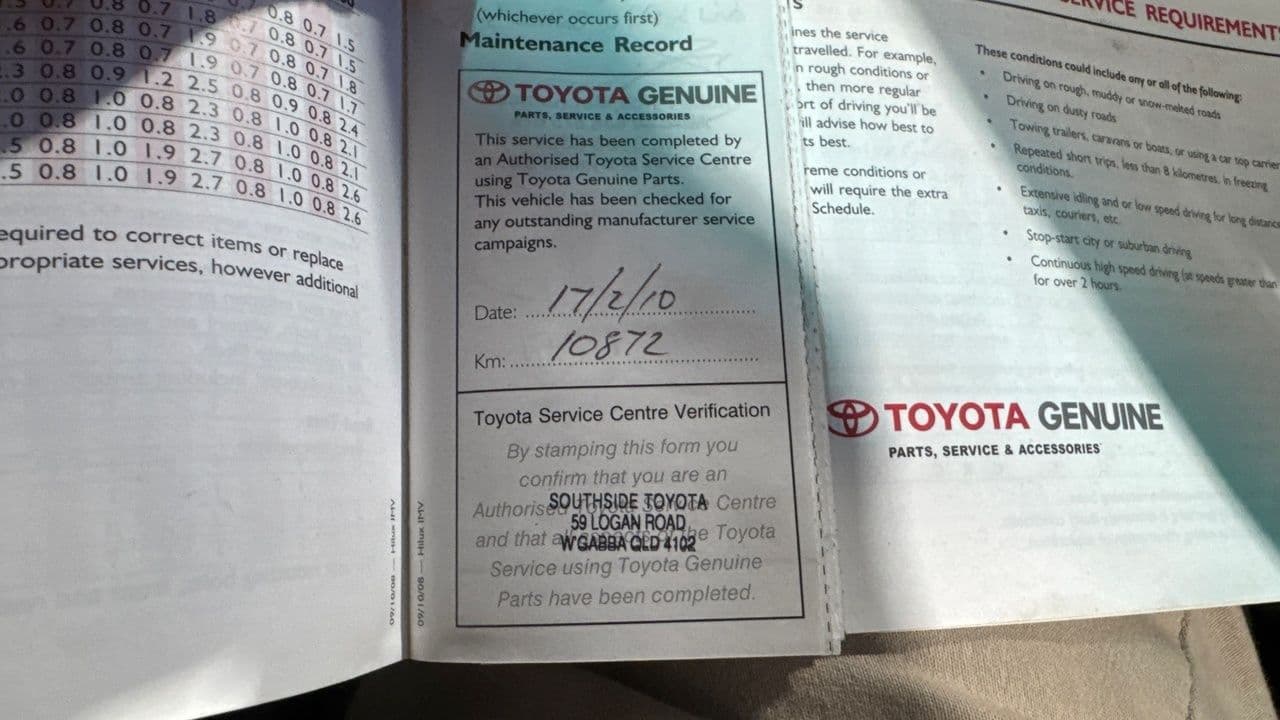 0.8 0.7 1.5
.6 0.7 0.8 0.7 1.9 0.7 0.8 0.7 1.5
.6 0.7 0.8 0.7 1.9 0.7 0.8 0.7 1.8
.3 0.8 0.9 1.2 2.5 0.8 0.9 0.8 2.4
.0 0.8 1.0 0.8 2.3 0.8 1.0 0.8 2.1
.0 0.8 1.0 0.8 2.3 0.8 1.0 0.8 2.1
.5 0.8 1.0 1.9 2.7 0.8 1.0 0.8 2.6
.5 0.8 1.0 1.9 2.7 0.8 1.0 0.8 2.6
equired to correct items or replace
propriate services, however additional
09/10/08 — Hilux IMV
09/10/08 — Hilux IMV
(whichever occurs first)
Maintenance Record
TOYOTA GENUINE
PARTS, SERVICE & ACCESSORIES
This service has been completed by
an Authorised Toyota Service Centre
using Toyota Genuine Parts.
This vehicle has been checked for
any outstanding manufacturer service
campaigns.
Date: 17/2/10
Km: 10872
Toyota Service Centre Verification
By stamping this form you
confirm that you are an
Authorised Centre
SOUTHSIDE TOYOTA
59 LOGAN ROAD
and that a the Toyota
W'GABBA QLD 4102
Service using Toyota Genuine
Parts have been completed.
s
ines the service
travelled. For example,
n rough conditions or
, then more regular
ort of driving you'll be
ill advise how best to
ts best.
reme conditions or
will require the extra
Schedule.
SERVICE REQUIREMENTS
These conditions could include any or all of the following:
• Driving on rough, muddy or snow-melted roads
• Driving on dusty roads
• Towing trailers, caravans or boats, or using a car top carrier
• Repeated short trips, less than 8 kilometres, in freezing
conditions.
• Extensive idling and or low speed driving for long distance
taxis, couriers, etc.
• Stop-start city or suburban driving
• Continuous high speed driving (at speeds greater than
for over 2 hours.
TOYOTA GENUINE
PARTS, SERVICE & ACCESSORIES